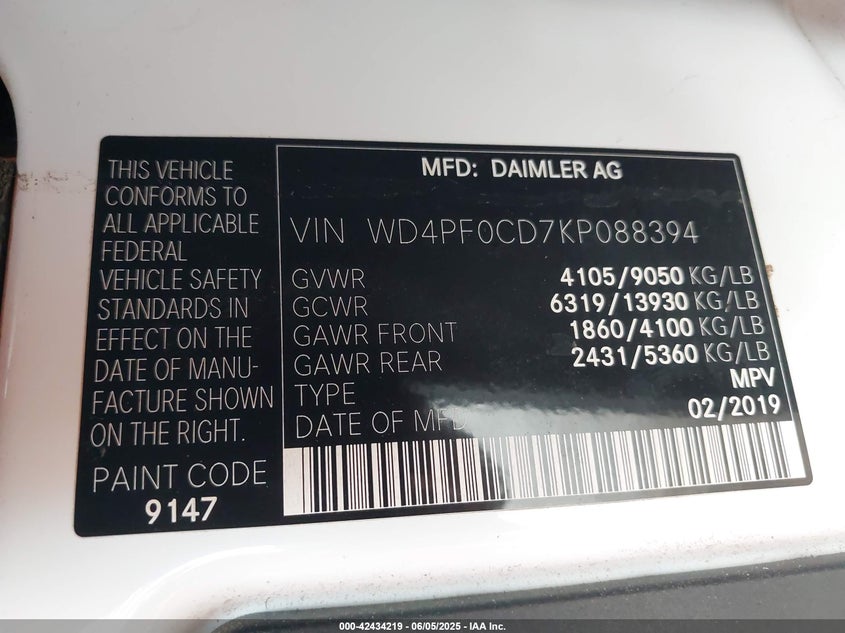 THIS VEHICLE
CONFORMS TO
ALL APPLICABLE
FEDERAL
VEHICLE SAFETY
STANDARDS IN
EFFECT ON THE
DATE OF MANU-
FACTURE SHOWN
ON THE RIGHT.
PAINT CODE
9147
MFD: DAIMLER AG
VIN WD4PF0CD7KP088394
GVWR 4105/9050 KG/LB
GCWR 6319/13930 KG/LB
GAWR FRONT 1860/4100 KG/LB
GAWR REAR 2431/5360 KG/LB
TYPE MPV
DATE OF MFD 02/2019
000-42434219 | 06/05/2025 - IAA Inc.